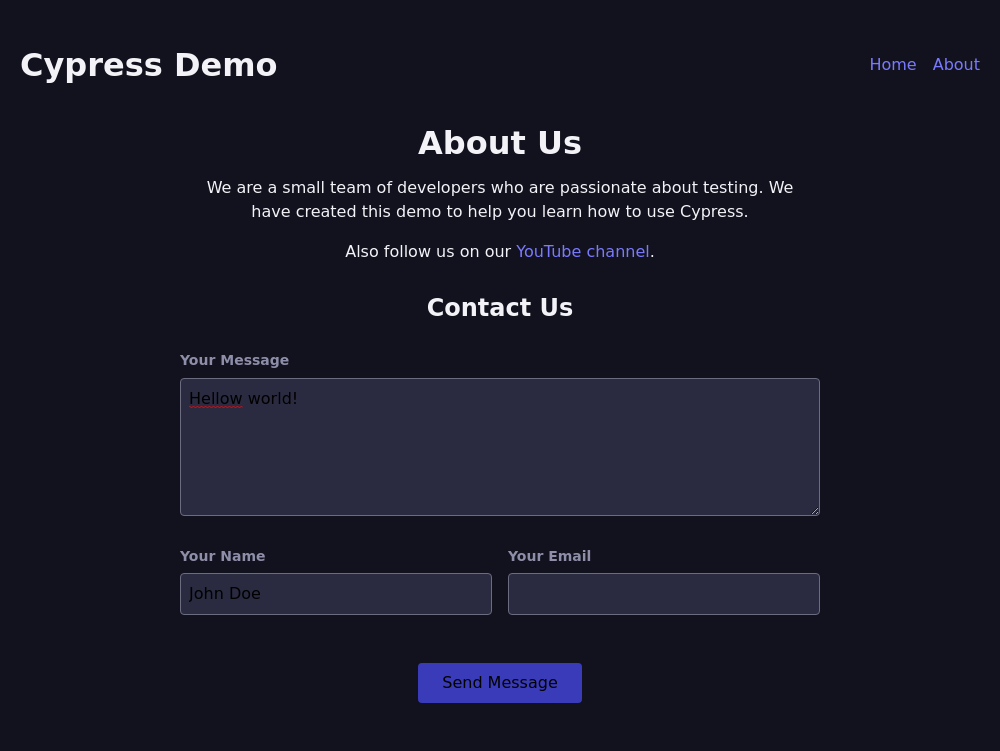 Cypress Demo
Home About
About Us
We are a small team of developers who are passionate about testing. We
have created this demo to help you learn how to use Cypress.
Also follow us on our YouTube channel.
Contact Us
Your Message
Hellow world!
Your Name Your Email
John Doe
Send Message